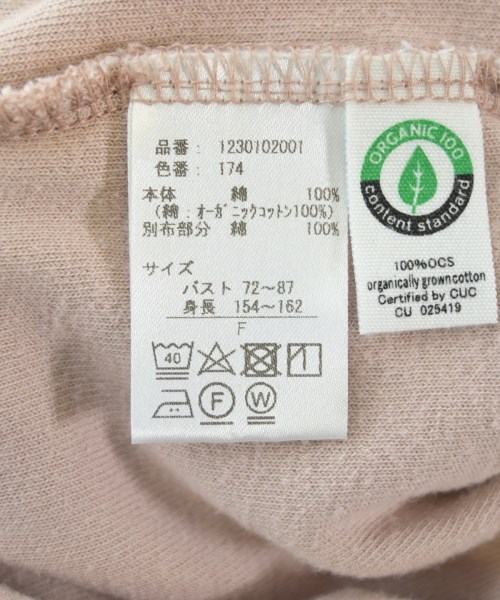 品番： 1230102001
色番： 174
本体 綿 100%
(綿：オーガニックコットン100%)
別布部分 綿 100%
サイズ
バスト 72～87
身長 154～162
F
40
F
W
ORGANIC 100
content standard
100%OCS
organically grown cotton
Certified by CUC
CU 025419